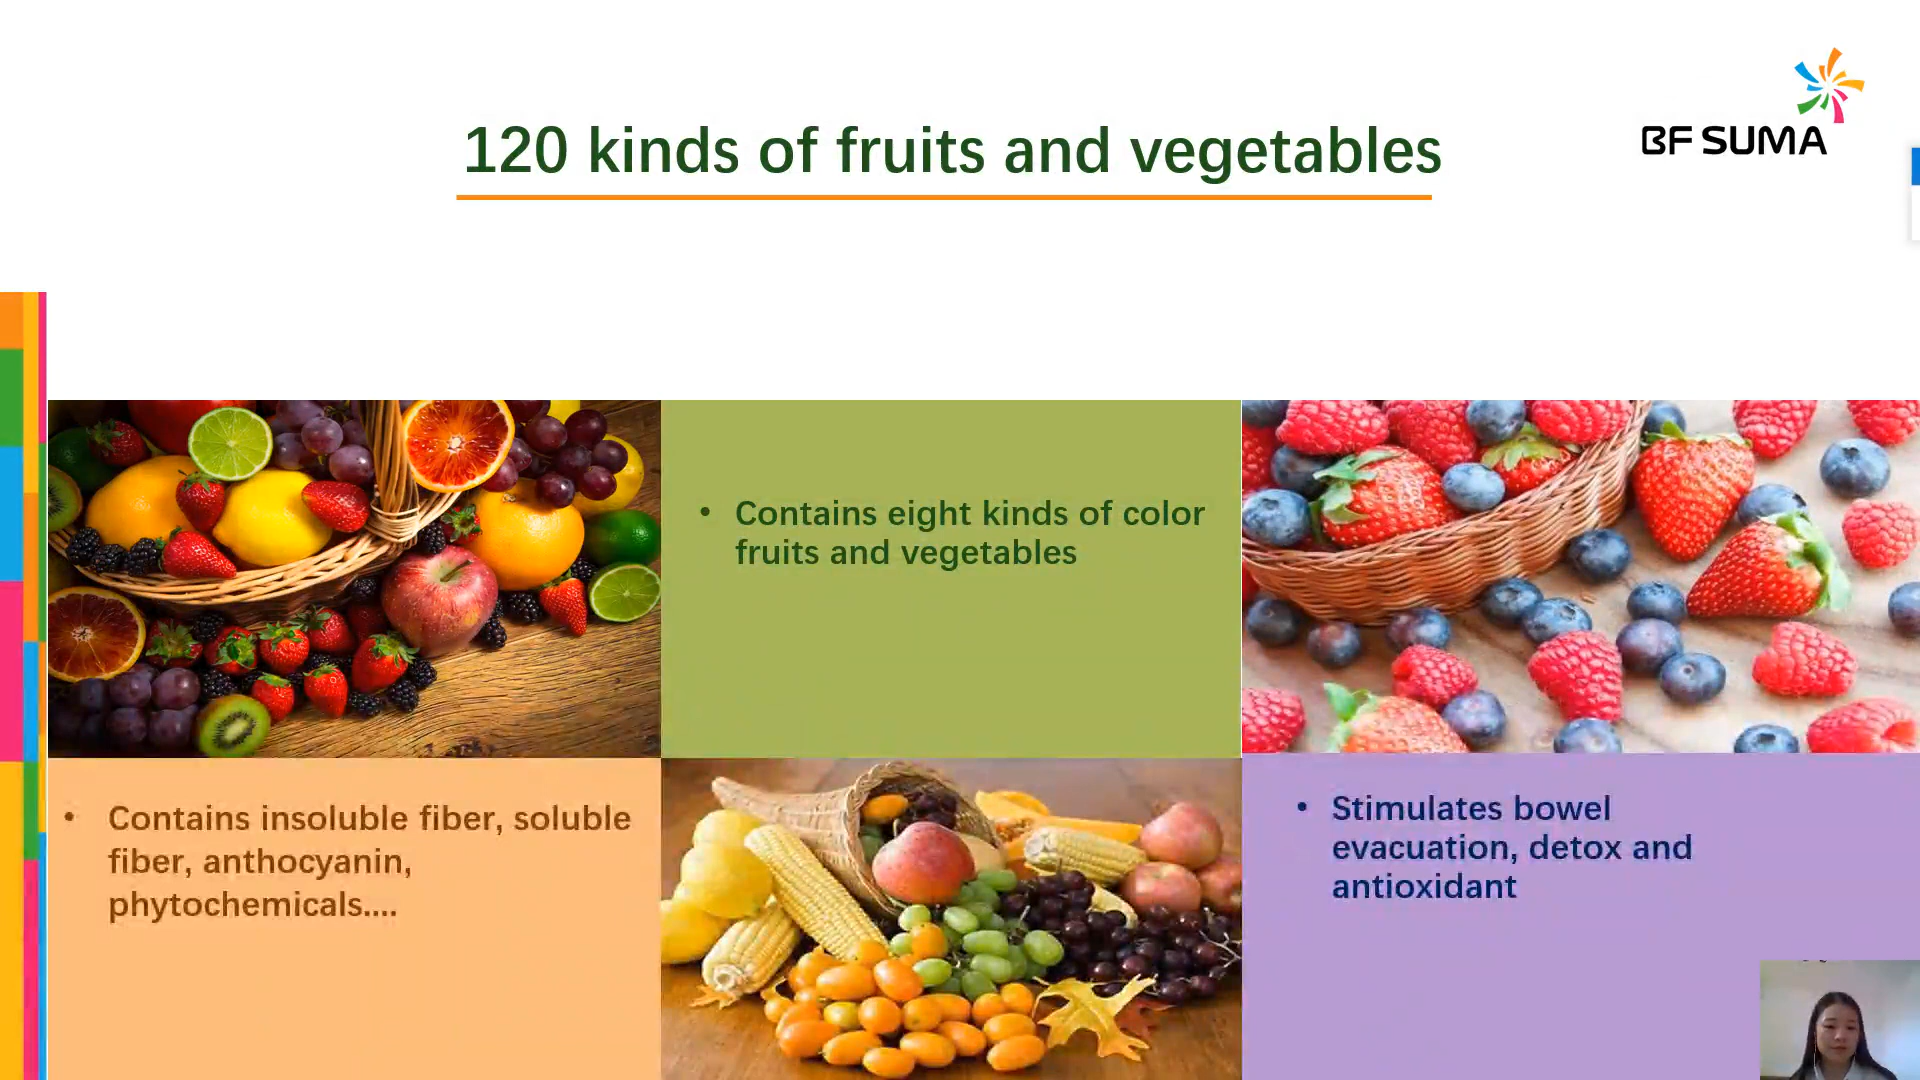 120 kinds of fruits and vegetables
BF SUMA
• Contains eight kinds of color
fruits and vegetables
• Contains insoluble fiber, soluble
fiber, anthocyanin,
phytochemicals....
• Stimulates bowel
evacuation, detox and
antioxidant